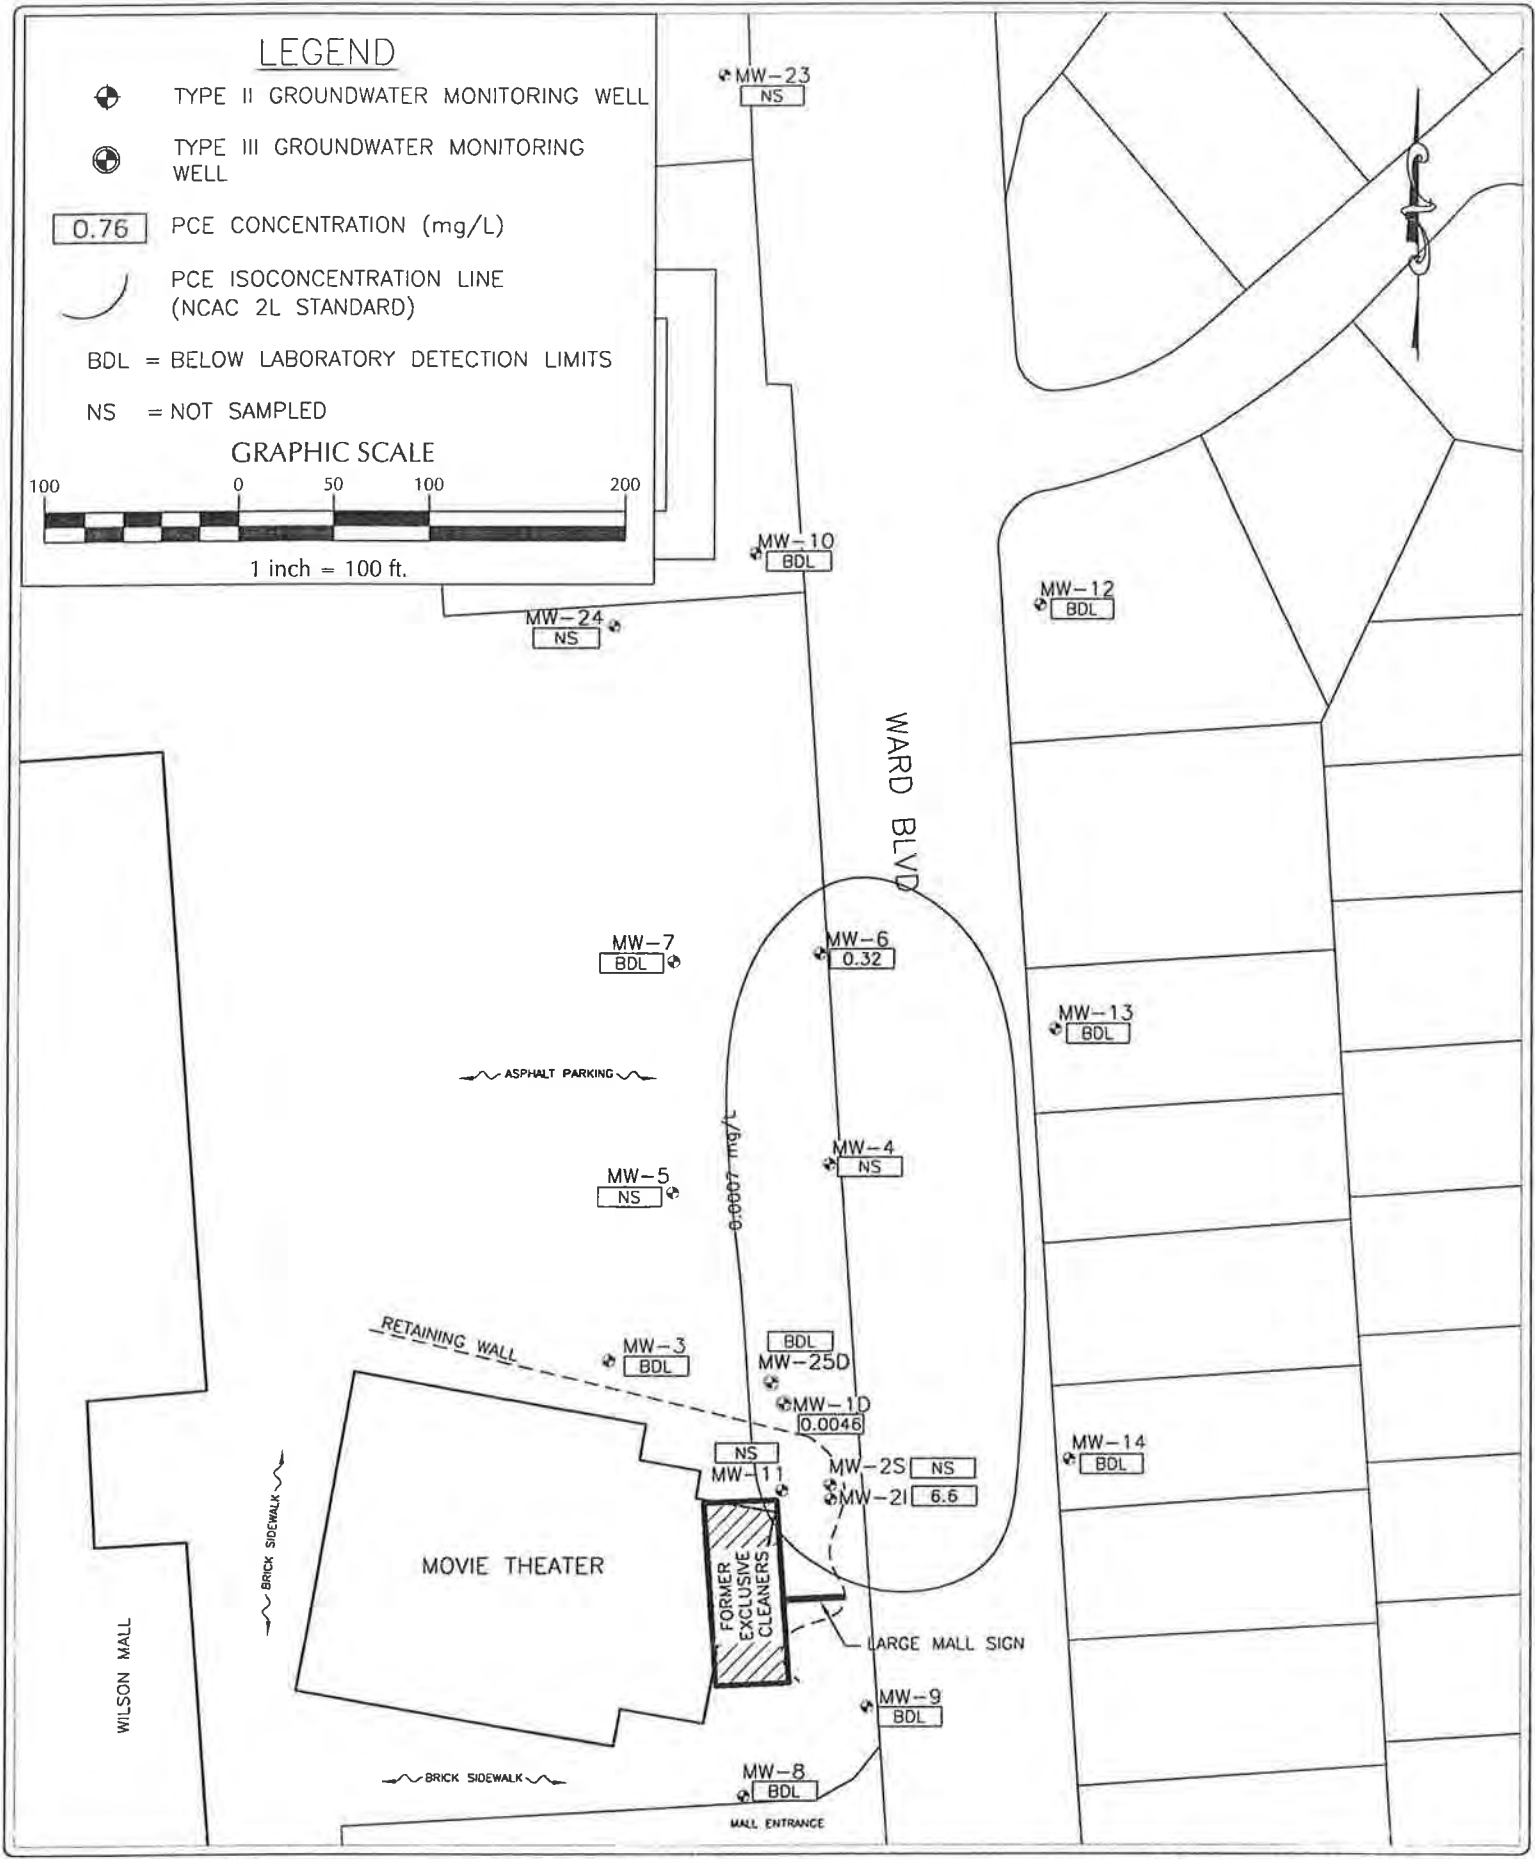 LEGEND
TYPE II GROUNDWATER MONITORING WELL
TYPE III GROUNDWATER MONITORING
WELL
0.76
PCE CONCENTRATION (mg/L)
PCE ISOCONCENTRATION LINE
(NCAC 2L STANDARD)
BDL = BELOW LABORATORY DETECTION LIMITS
NS = NOT SAMPLED
GRAPHIC SCALE
100 0 50 100 200
1 inch = 100 ft.
MW-23
NS
MW-10
BDL
MW-12
BDL
MW-24
NS
WARD BLVD
MW-7
BDL
MW-6
0.32
MW-13
BDL
ASPHALT PARKING
0.0007 mg/L
MW-4
NS
MW-5
NS
RETAINING WALL
MW-3
BDL
BDL
MW-25D
MW-1D
0.0046
NS
MW-11
MW-2S NS
MW-2I 6.6
MW-14
BDL
BRICK SIDEWALK
MOVIE THEATER
FORMER
EXCLUSIVE
CLEANERS
LARGE MALL SIGN
WILSON MALL
MW-9
BDL
BRICK SIDEWALK
MW-8
BDL
MALL ENTRANCE